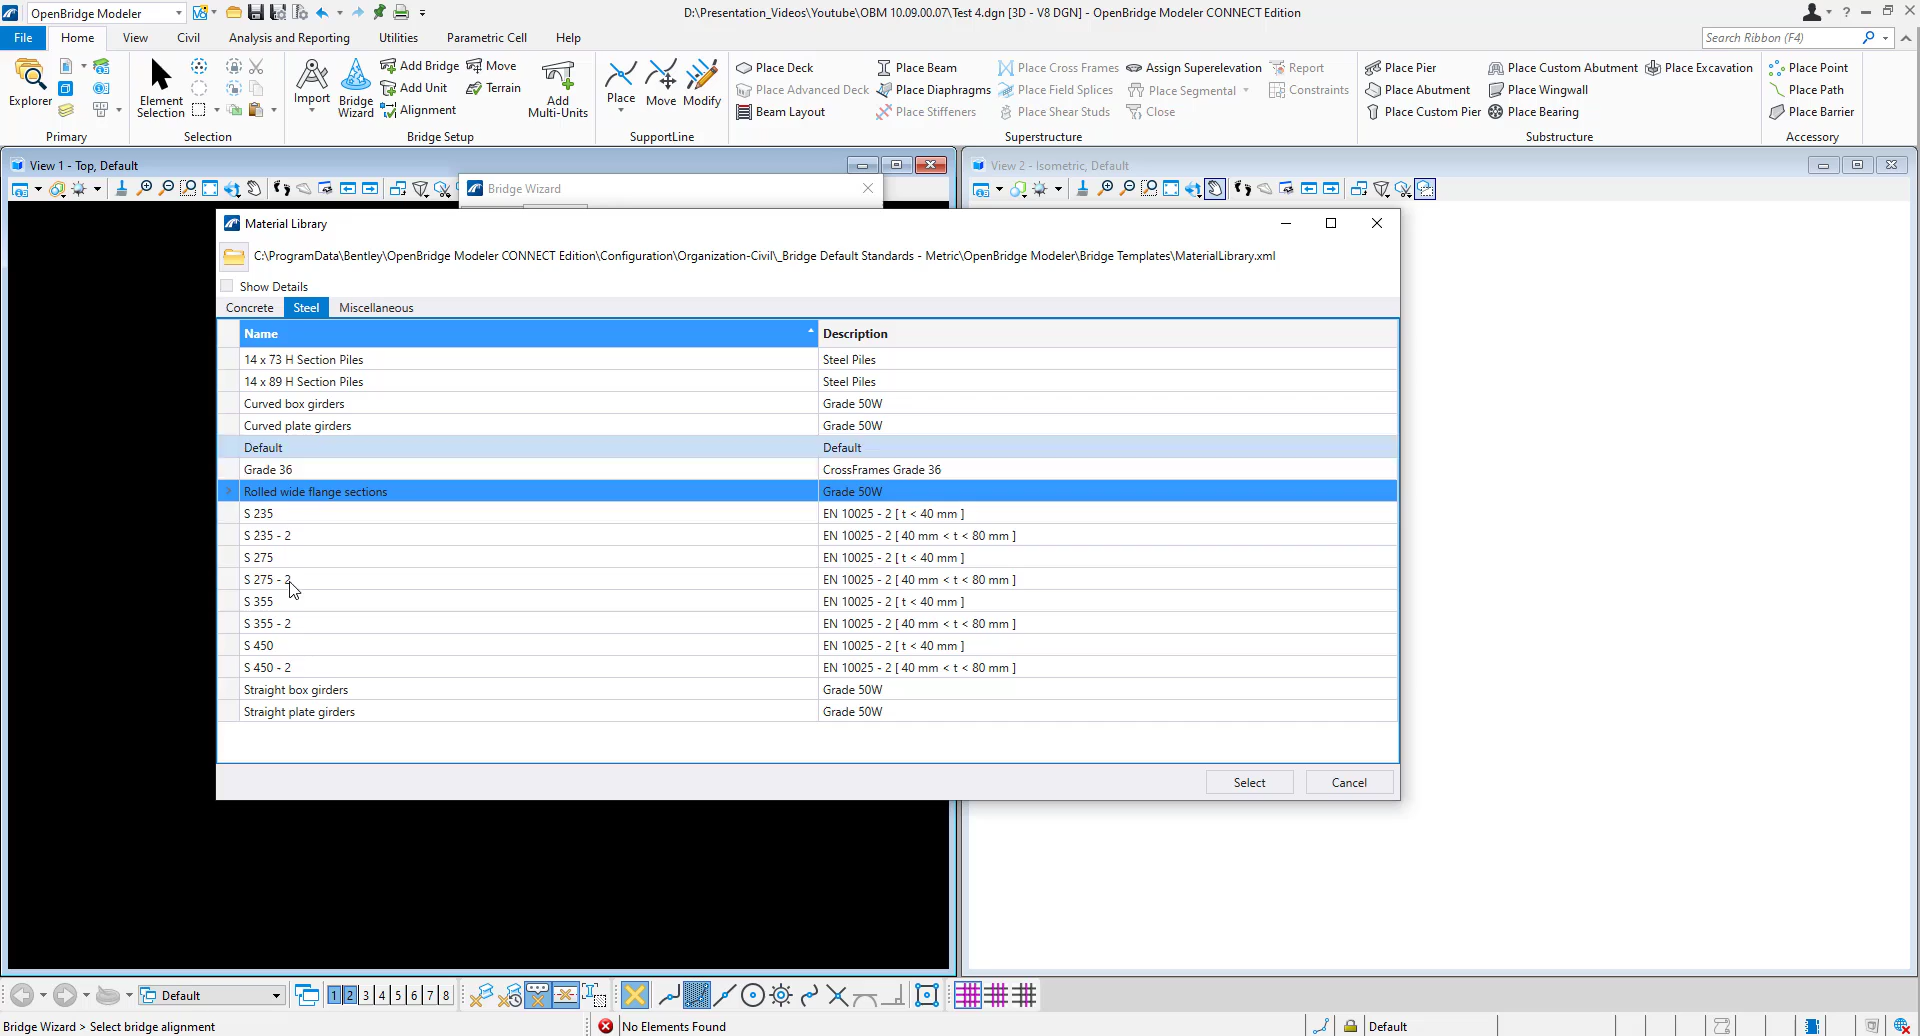 OpenBridge Modeler
D:\Presentation_Videos\Youtube\OBM 10.09.00.07\Test 4.dgn [3D - V8 DGN] - OpenBridge Modeler CONNECT Edition
File Home View Civil Analysis and Reporting Utilities Parametric Cell Help
Search Ribbon (F4)
Explorer
Primary
Element Selection
Selection
Import
Bridge Wizard
Add Bridge
Add Unit
Alignment
Move
Terrain
Add Multi-Units
Bridge Setup
Place
Move
Modify
SupportLine
Place Deck
Place Advanced Deck
Beam Layout
Place Beam
Place Diaphragms
Place Stiffeners
Place Cross Frames
Place Field Splices
Place Shear Studs
Assign Superelevation
Place Segmental
Close
Report
Constraints
Superstructure
Place Pier
Place Abutment
Place Custom Pier
Place Custom Abutment
Place Wingwall
Place Bearing
Place Excavation
Substructure
Place Point
Place Path
Place Barrier
Accessory
View 1 - Top, Default
View 2 - Isometric, Default
Bridge Wizard
Material Library
C:\ProgramData\Bentley\OpenBridge Modeler CONNECT Edition\Configuration\Organization-Civil\_Bridge Default Standards - Metric\OpenBridge Modeler\Bridge Templates\MaterialLibrary.xml
Show Details
Concrete Steel Miscellaneous
Name Description
14 x 73 H Section Piles Steel Piles
14 x 89 H Section Piles Steel Piles
Curved box girders Grade 50W
Curved plate girders Grade 50W
Default Default
Grade 36 CrossFrames Grade 36
Rolled wide flange sections Grade 50W
S 235 EN 10025 - 2 [ t < 40 mm ]
S 235 - 2 EN 10025 - 2 [ 40 mm < t < 80 mm ]
S 275 EN 10025 - 2 [ t < 40 mm ]
S 275 - 2 EN 10025 - 2 [ 40 mm < t < 80 mm ]
S 355 EN 10025 - 2 [ t < 40 mm ]
S 355 - 2 EN 10025 - 2 [ 40 mm < t < 80 mm ]
S 450 EN 10025 - 2 [ t < 40 mm ]
S 450 - 2 EN 10025 - 2 [ 40 mm < t < 80 mm ]
Straight box girders Grade 50W
Straight plate girders Grade 50W
Select Cancel
Default 1 2 3 4 5 6 7 8
Bridge Wizard > Select bridge alignment
No Elements Found
Default